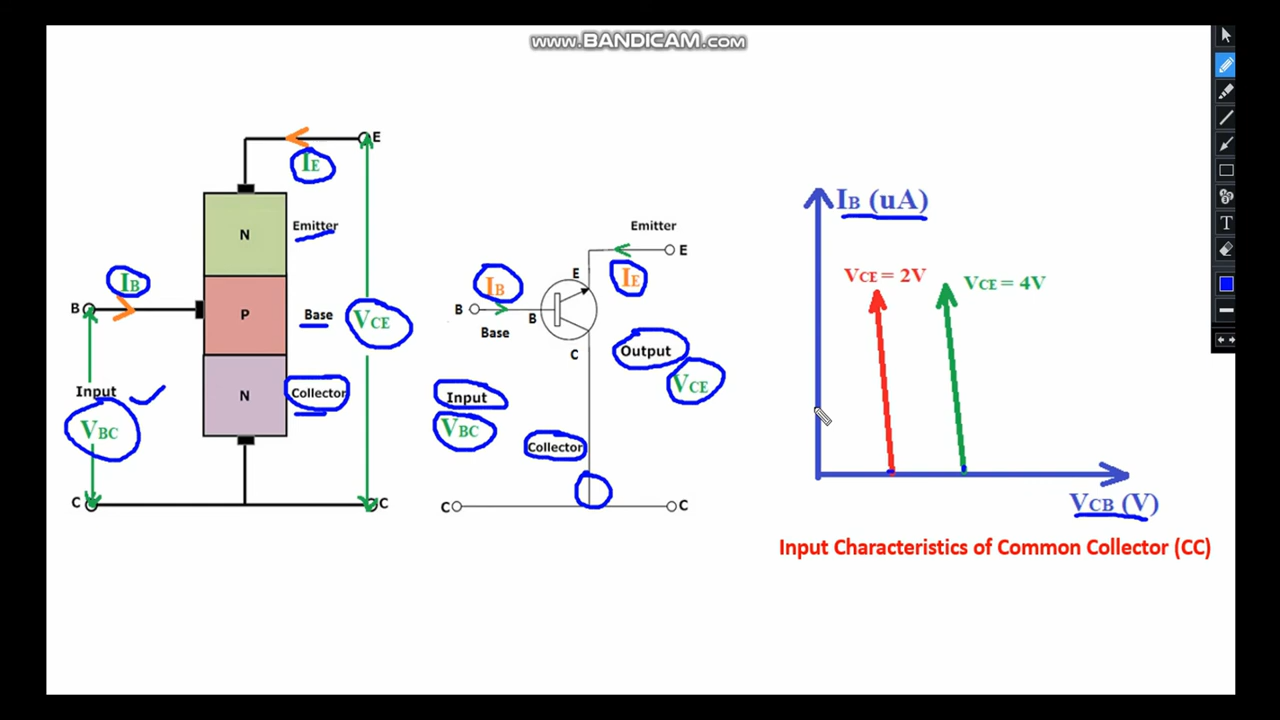 www.BANDICAM.com
E
IE
N
Emitter
IB
B
P
Base
VCE
Input
N
Collector
VBC
C
C
Emitter
E
E
IB
IE
B
B
Base
C
Output
VCE
Input
VBC
Collector
C
C
IB (uA)
VCE = 2V
VCE = 4V
VCB (V)
Input Characteristics of Common Collector (CC)
T